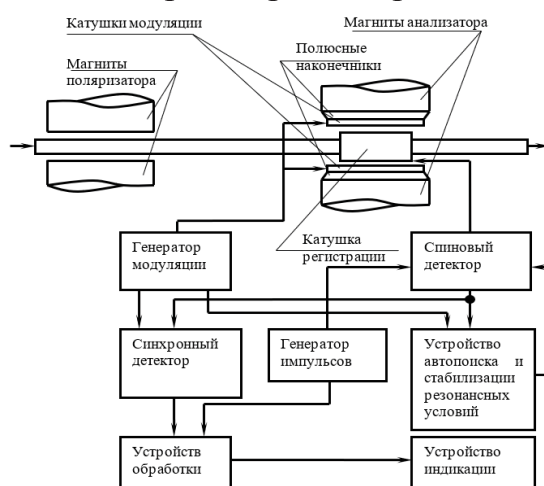 Катушки модуляции
Магниты анализатора
Полюсные
наконечники
Магниты
поляризатора
Катушка
регистрации
Генератор
модуляции
Спиновый
детектор
Синхронный
детектор
Генератор
импульсов
Устройство
автопоиска и
стабилизации
резонансных
условий
Устройств
обработки
Устройство
индикации